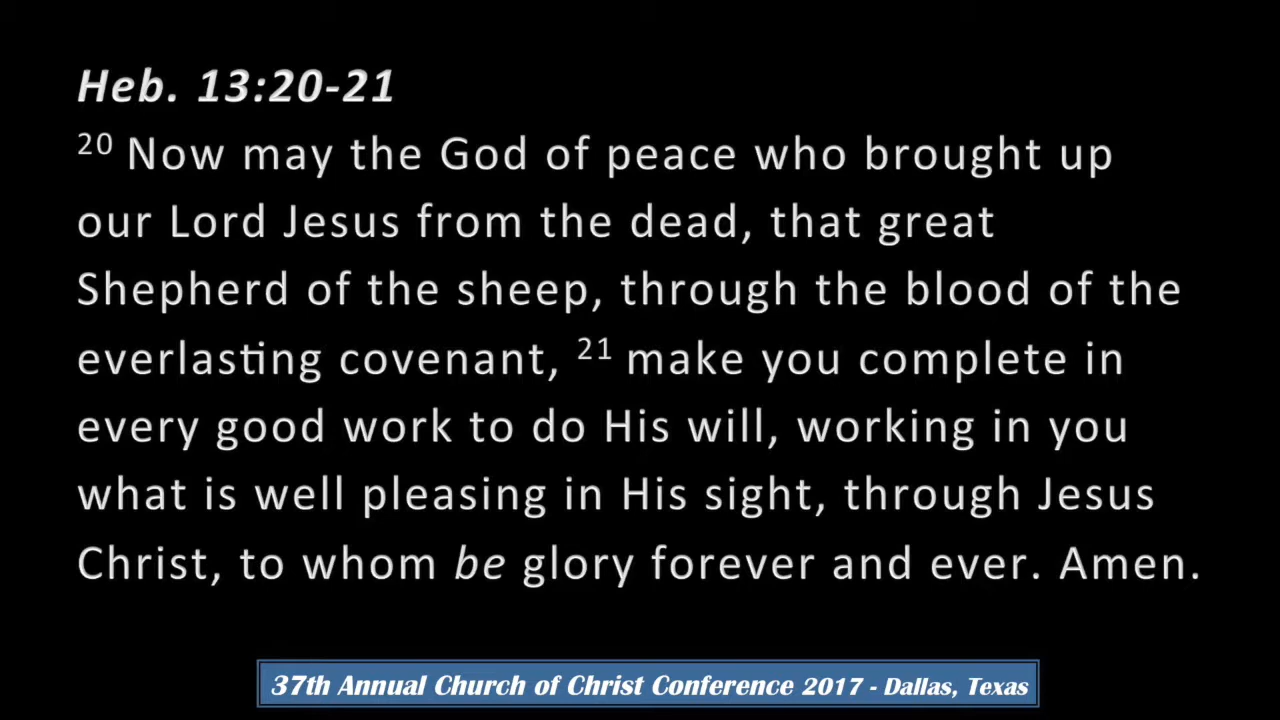 Heb. 13:20-21
20 Now may the God of peace who brought up
our Lord Jesus from the dead, that great
Shepherd of the sheep, through the blood of the
everlasting covenant, 21 make you complete in
every good work to do His will, working in you
what is well pleasing in His sight, through Jesus
Christ, to whom be glory forever and ever. Amen.
37th Annual Church of Christ Conference 2017 - Dallas, Texas